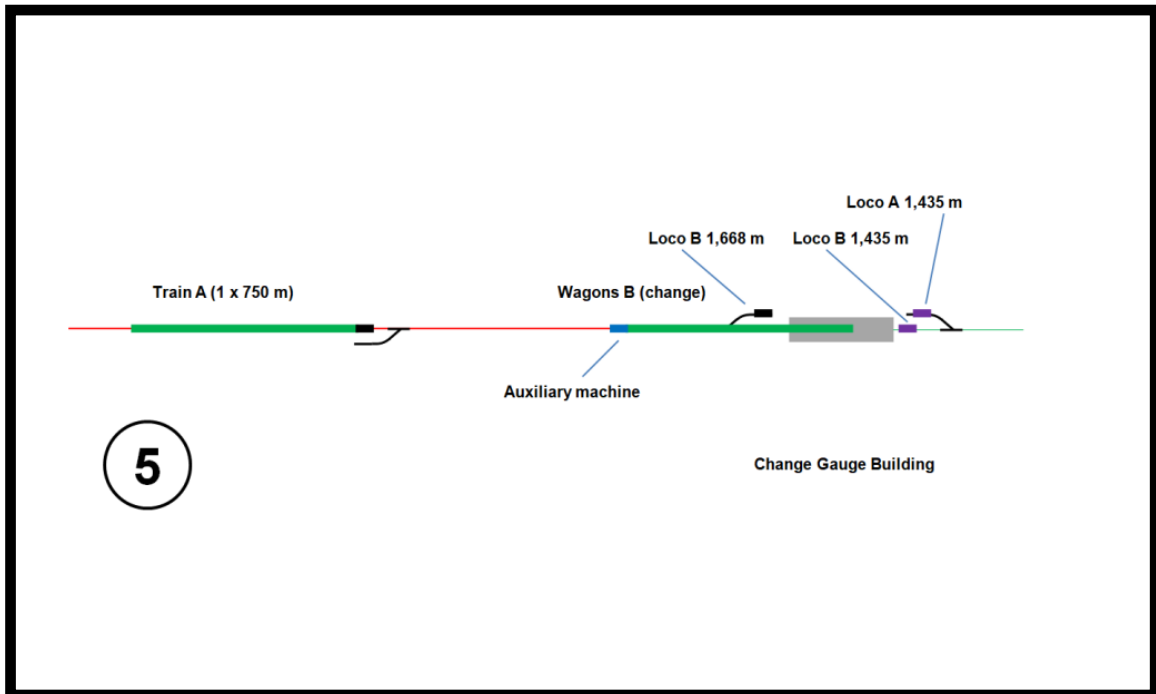 Loco A 1,435 m
Loco B 1,668 m
Loco B 1,435 m
Train A (1 x 750 m)
Wagons B (change)
Auxiliary machine
5
Change Gauge Building